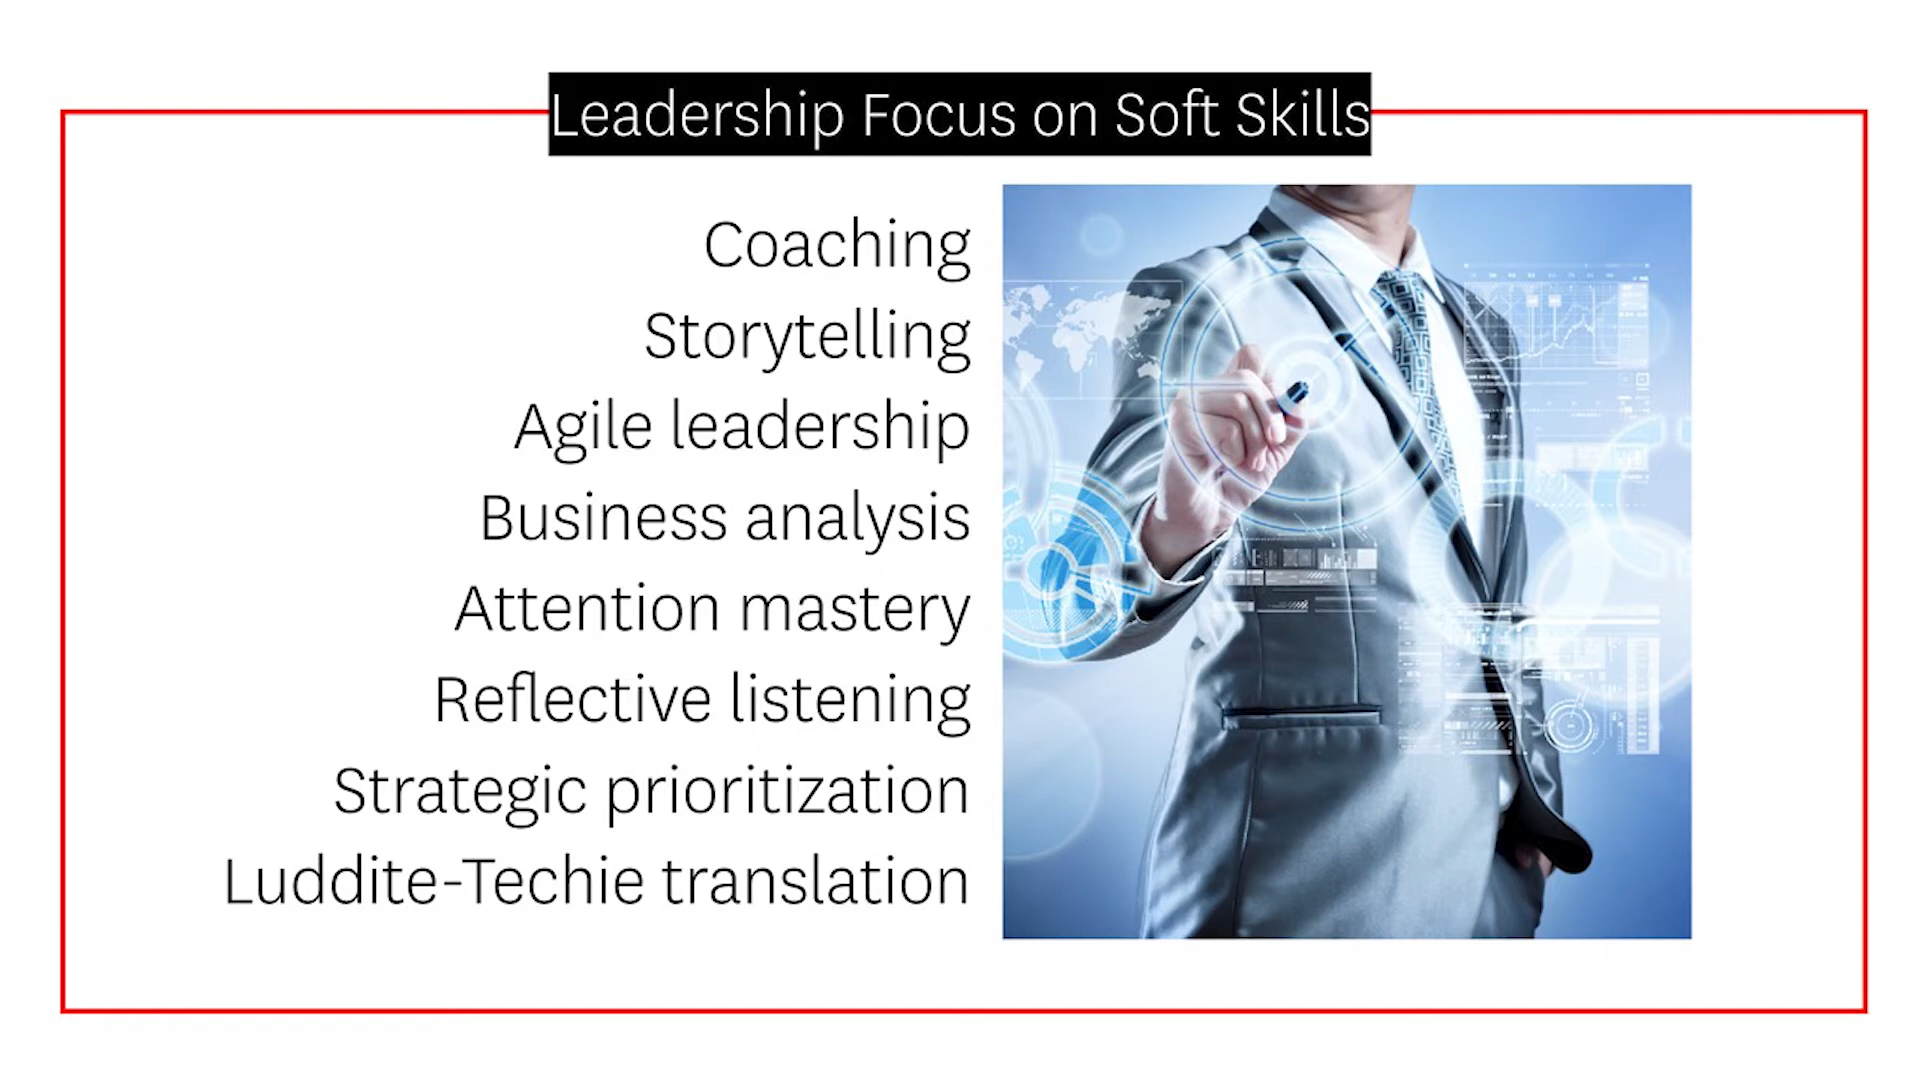 Leadership Focus on Soft Skills
Coaching
Storytelling
Agile leadership
Business analysis
Attention mastery
Reflective listening
Strategic prioritization
Luddite-Techie translation